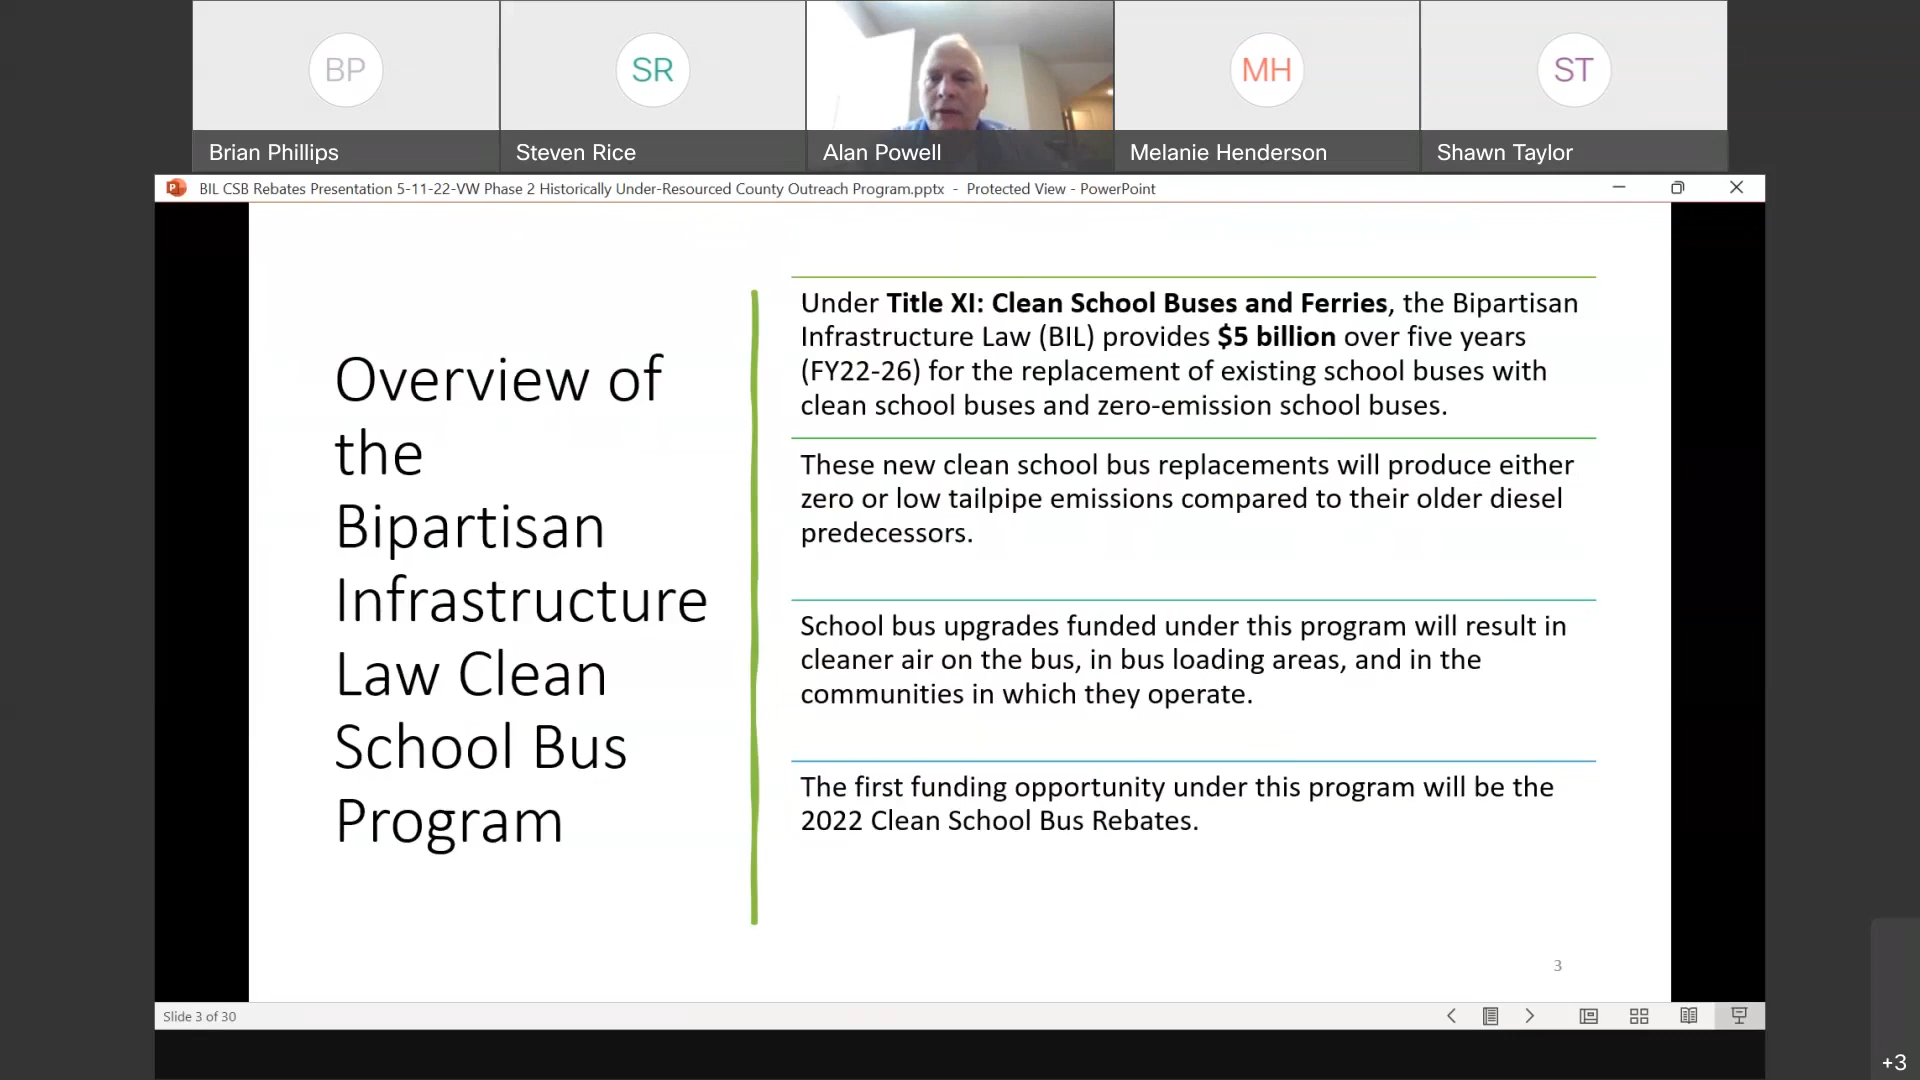 BP
SR
MH
ST
Brian Phillips
Steven Rice
Alan Powell
Melanie Henderson
Shawn Taylor
BIL CSB Rebates Presentation 5-11-22-VW Phase 2 Historically Under-Resourced County Outreach Program.pptx - Protected View - PowerPoint
Overview of
the
Bipartisan
Infrastructure
Law Clean
School Bus
Program
Under Title XI: Clean School Buses and Ferries, the Bipartisan
Infrastructure Law (BIL) provides $5 billion over five years
(FY22-26) for the replacement of existing school buses with
clean school buses and zero-emission school buses.
These new clean school bus replacements will produce either
zero or low tailpipe emissions compared to their older diesel
predecessors.
School bus upgrades funded under this program will result in
cleaner air on the bus, in bus loading areas, and in the
communities in which they operate.
The first funding opportunity under this program will be the
2022 Clean School Bus Rebates.
3
Slide 3 of 30
+3